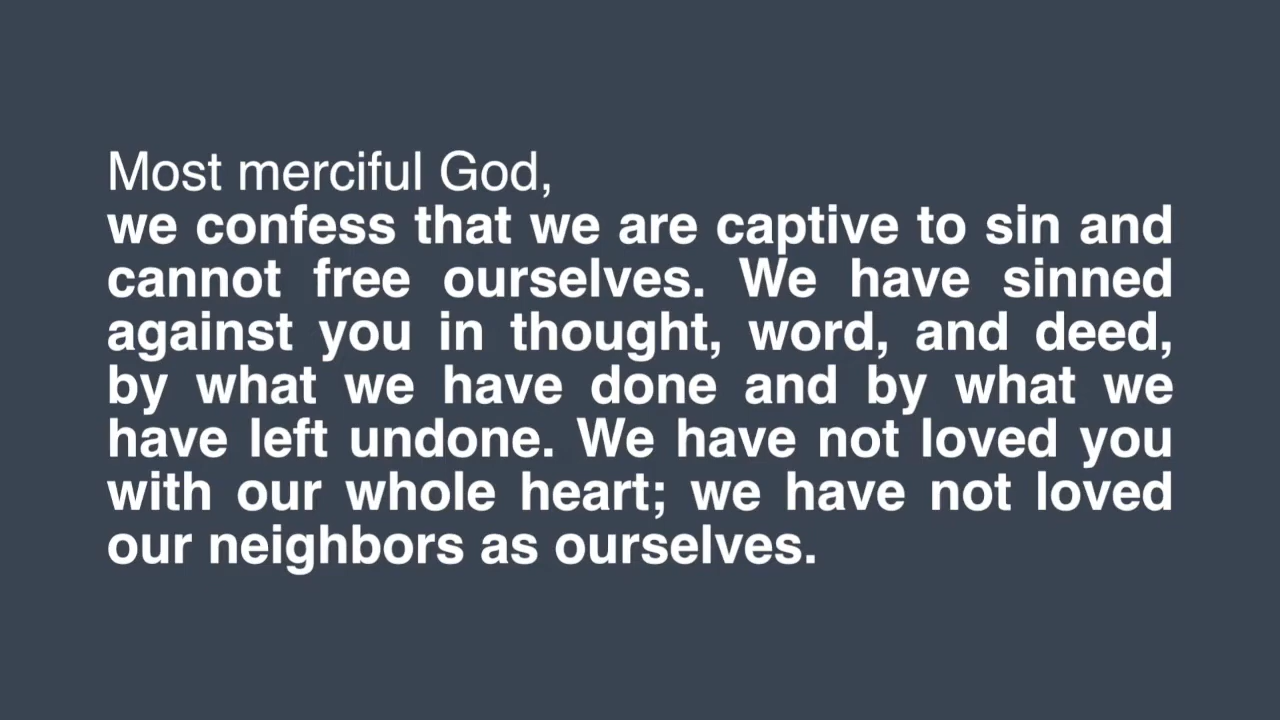 Most merciful God,
we confess that we are captive to sin and
cannot free ourselves. We have sinned
against you in thought, word, and deed,
by what we have done and by what we
have left undone. We have not loved you
with our whole heart; we have not loved
our neighbors as ourselves.